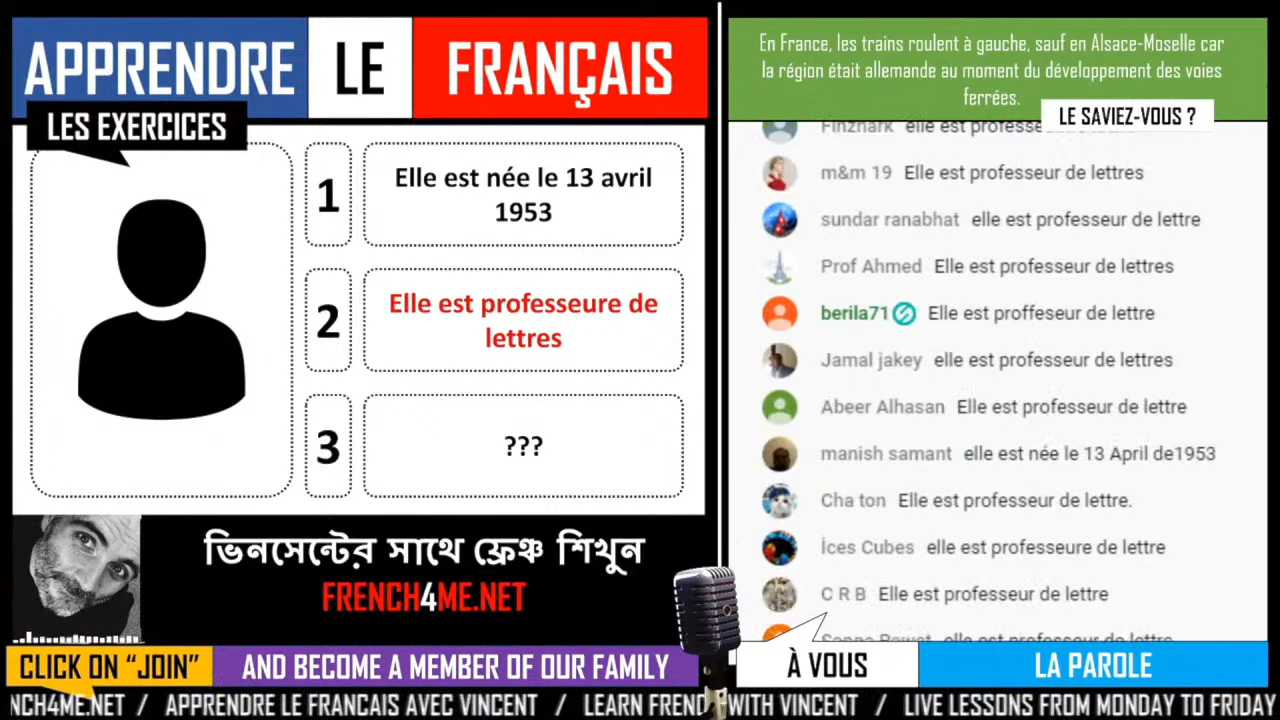 APPRENDRE LE FRANÇAIS
LES EXERCICES
1
Elle est née le 13 avril
1953
2
Elle est professeure de
lettres
3
???
ভিনসেন্টের সাথে ফ্রেঞ্চ শিখুন
FRENCH4ME.NET
CLICK ON “JOIN”
AND BECOME A MEMBER OF OUR FAMILY
En France, les trains roulent à gauche, sauf en Alsace-Moselle car
la région était allemande au moment du développement des voies
ferrées.
LE SAVIEZ-VOUS ?
elle est
m&m 19 Elle est professeur de lettres
sundar ranabhat elle est professeur de lettre
Prof Ahmed Elle est professeur de lettres
berila71 Elle est proffeseur de lettre
Jamal jakey elle est professeur de lettres
Abeer Alhasan Elle est professeur de lettre
manish samant elle est née le 13 April de1953
Cha ton Elle est professeur de lettre.
İces Cubes elle est professeure de lettre
C R B Elle est professeur de lettre
À VOUS
LA PAROLE
NCH4ME.NET / APPRENDRE LE FRANCAIS AVEC VINCENT / LEARN FRENC WITH VINCENT / LIVE LESSONS FROM MONDAY TO FRIDAY